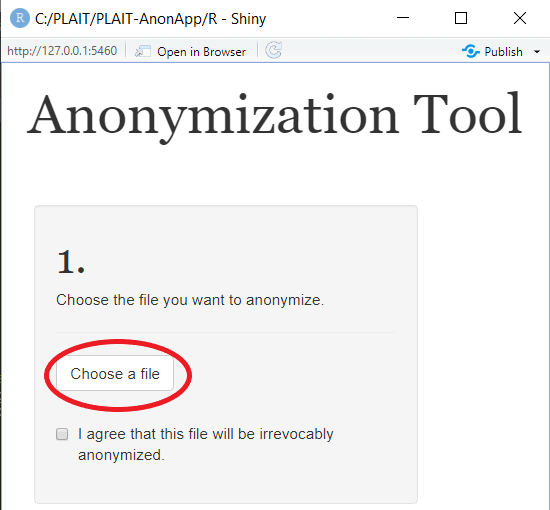 R C:/PLAIT/PLAIT-AnonApp/R - Shiny
http://127.0.0.1:5460 Open in Browser Publish
Anonymization Tool
1.
Choose the file you want to anonymize.
Choose a file
I agree that this file will be irrevocably
anonymized.